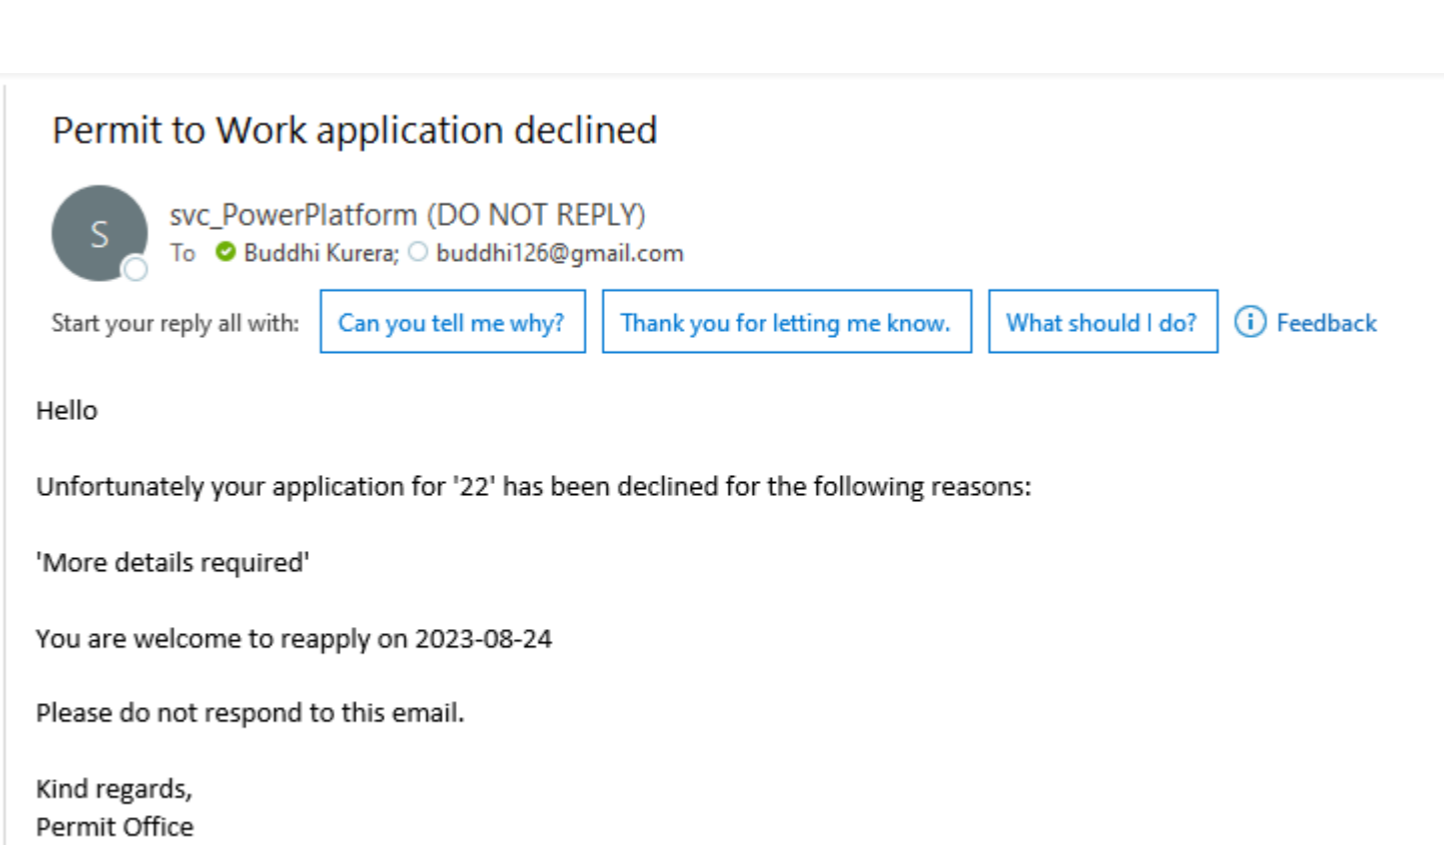 Permit to Work application declined
S
svc_PowerPlatform (DO NOT REPLY)
To Buddhi Kurera; buddhi126@gmail.com
Start your reply all with: Can you tell me why? Thank you for letting me know. What should I do? Feedback
Hello
Unfortunately your application for '22' has been declined for the following reasons:
'More details required'
You are welcome to reapply on 2023-08-24
Please do not respond to this email.
Kind regards,
Permit Office